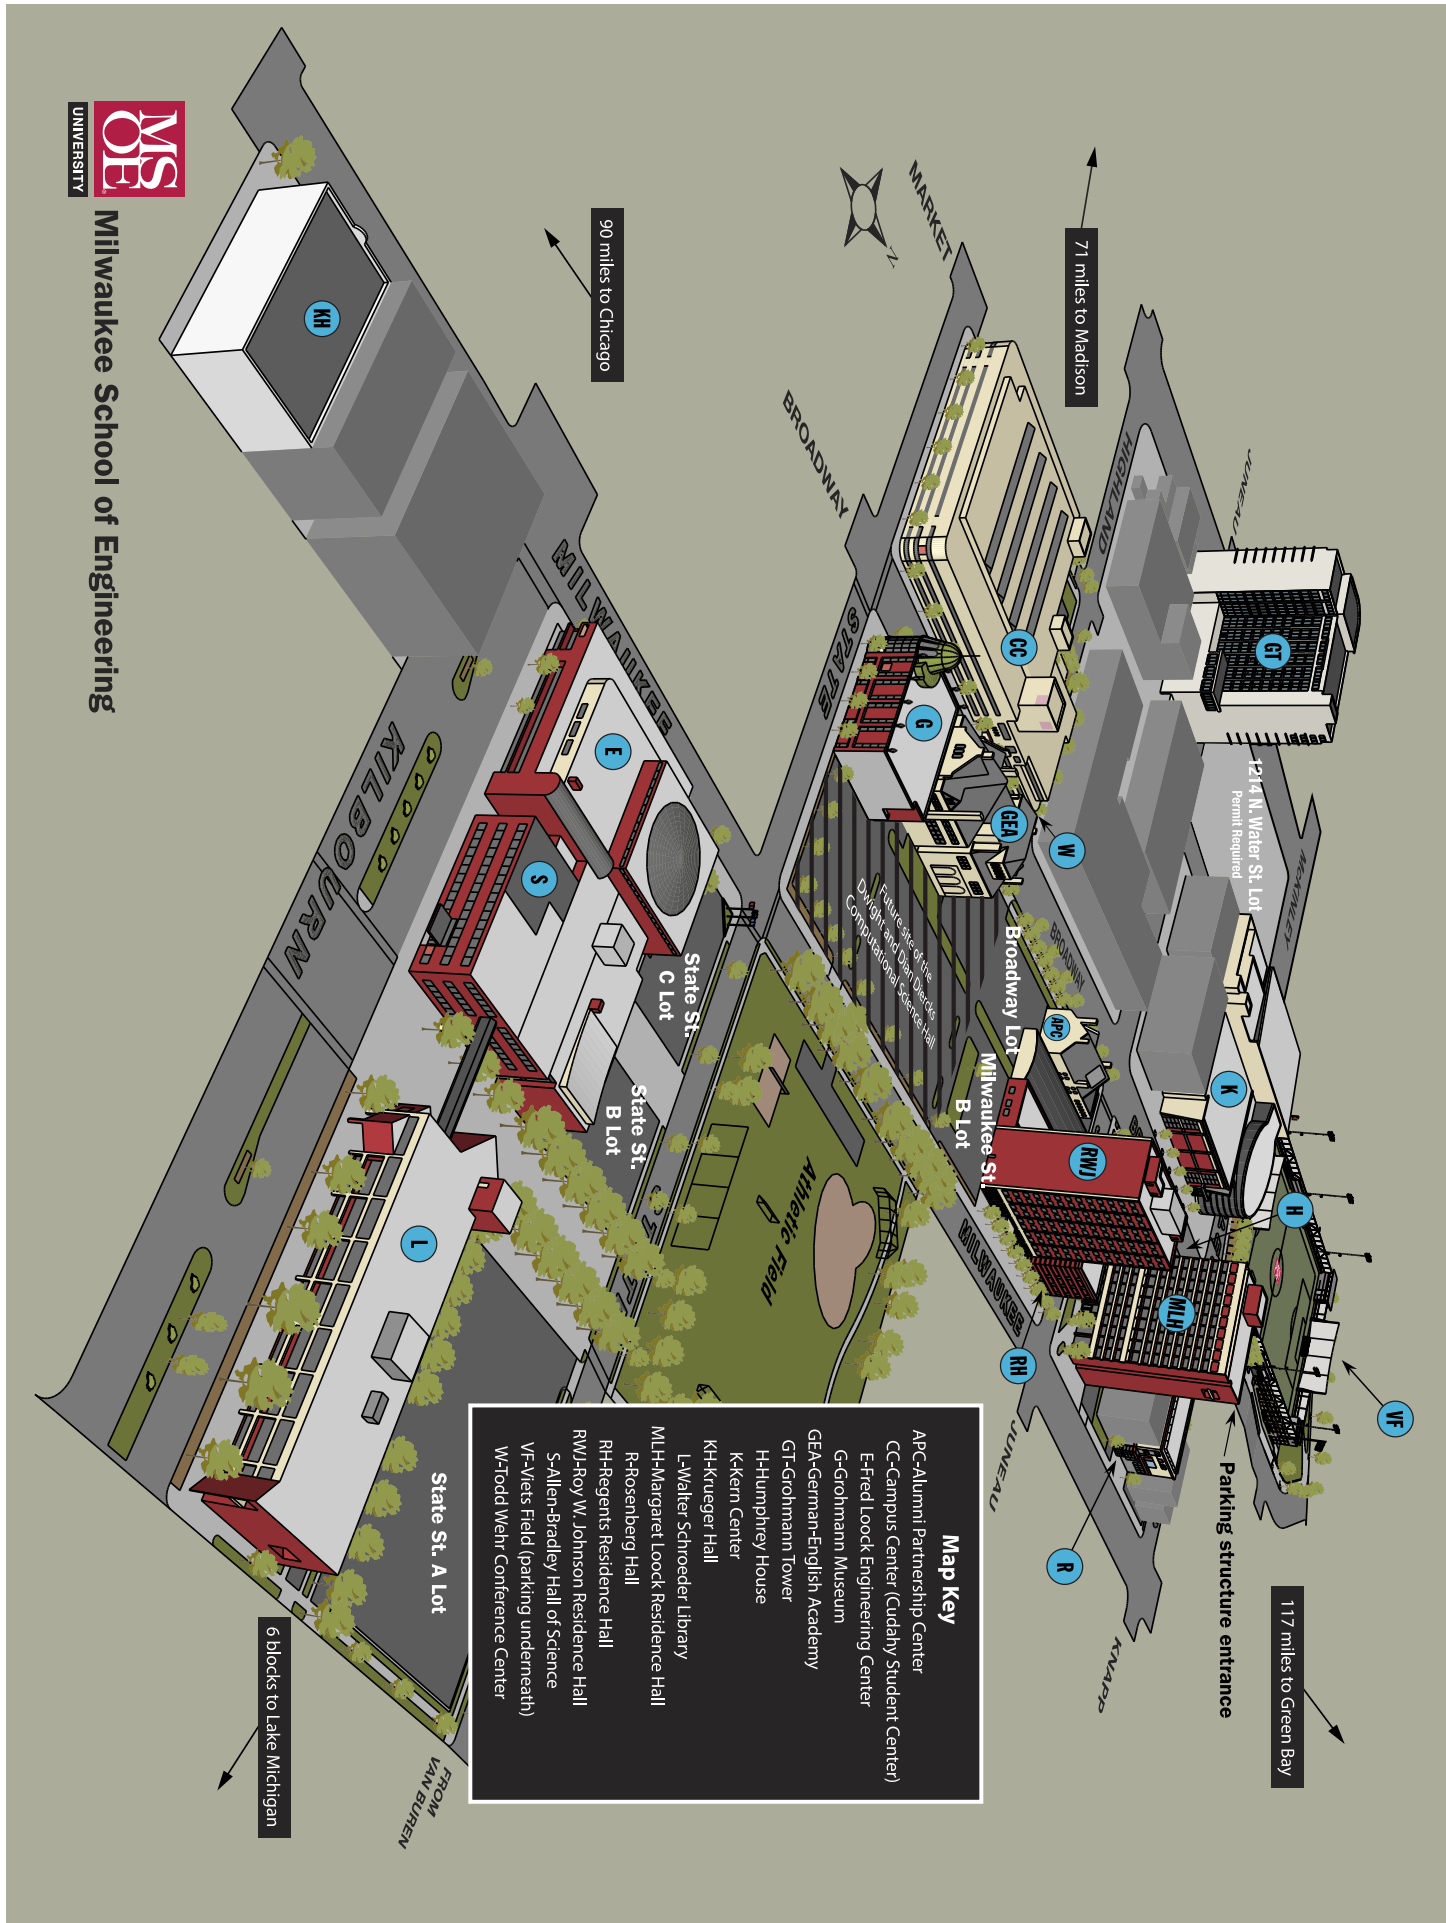 MSOE
UNIVERSITY
Milwaukee School of Engineering
90 miles to Chicago
71 miles to Madison
117 miles to Green Bay
6 blocks to Lake Michigan
N
MARKET
BROADWAY
HIGHLAND
JUNEAU
McKINLEY
STATE
MILWAUKEE
KILBOURN
BROADWAY
STATE
MILWAUKEE
JUNEAU
KNAPP
FROM
VAN BUREN
1214 N. Water St. Lot
Permit Required
Broadway Lot
Milwaukee St.
B Lot
Future site of the
Dwight and Dian Diercks
Computational Science Hall
State St.
C Lot
State St.
B Lot
State St. A Lot
Athletic Field
Parking structure entrance
KH
E
S
L
CC
G
GEA
W
GT
APC
K
RWJ
H
MLH
RH
VF
R
Map Key
APC-Alumni Partnership Center
CC-Campus Center (Cudahy Student Center)
E-Fred Loock Engineering Center
G-Grohmann Museum
GEA-German-English Academy
GT-Grohmann Tower
H-Humphrey House
K-Kern Center
KH-Krueger Hall
L-Walter Schroeder Library
MLH-Margaret Loock Residence Hall
R-Rosenberg Hall
RH-Regents Residence Hall
RWJ-Roy W. Johnson Residence Hall
S-Allen-Bradley Hall of Science
VF-Viets Field (parking underneath)
W-Todd Wehr Conference Center